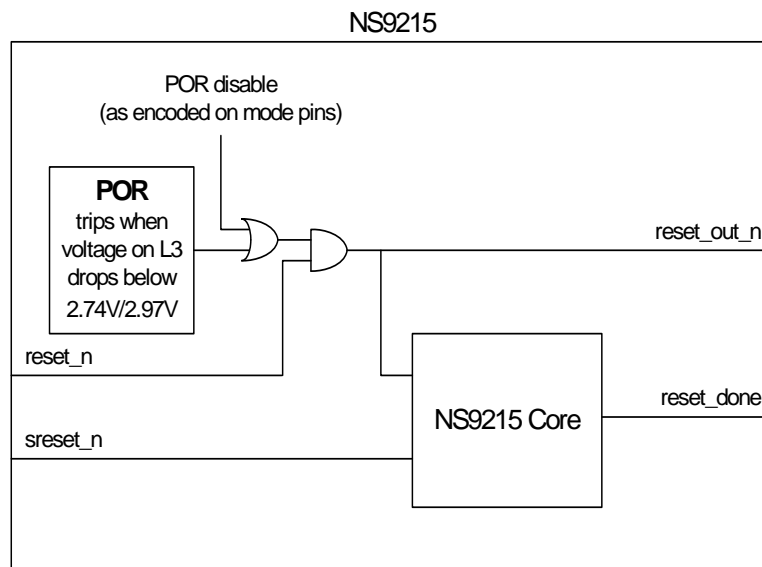 NS9215
POR disable
(as encoded on mode pins)
POR
trips when
voltage on L3
drops below
2.74V/2.97V
reset_out_n
reset_n
reset_done
NS9215 Core
sreset_n